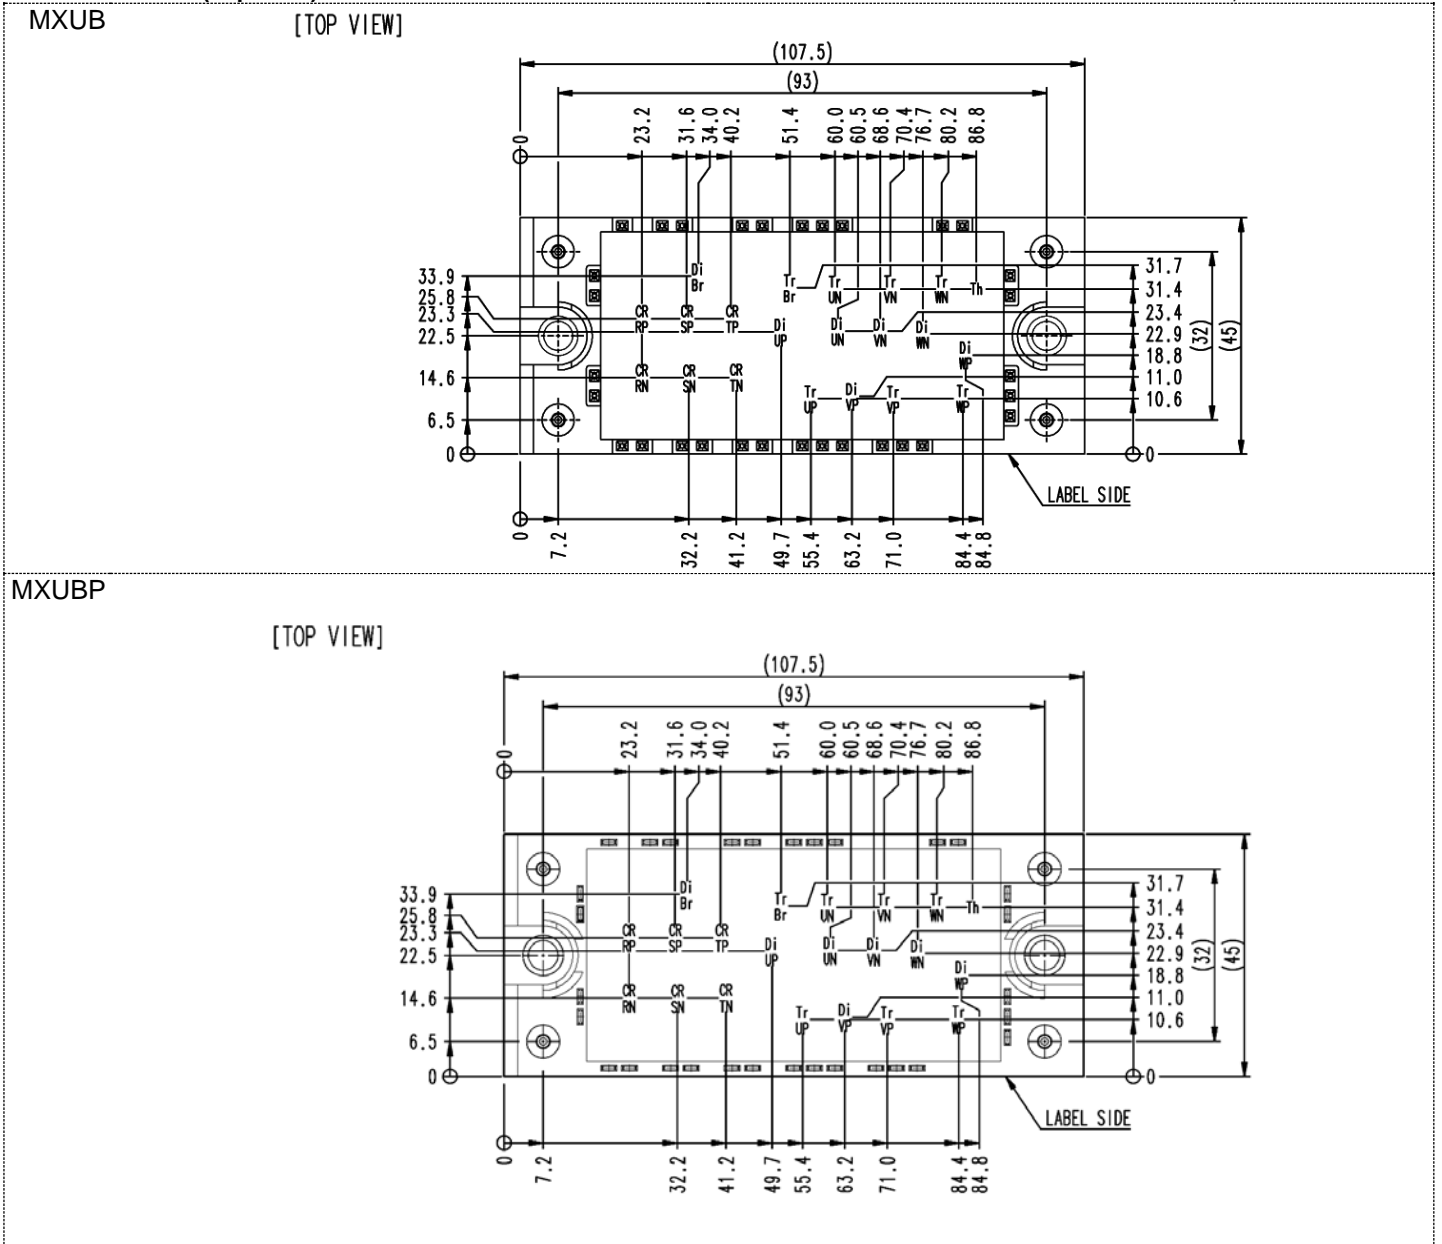 MXUB
[TOP VIEW]
(107.5)
(93)
0 23.2 31.6 34.0 40.2 51.4 60.0 60.5 68.6 70.4 76.7 80.2 86.8
33.9
25.8
23.3
22.5
14.6
6.5
0
Di Br
Tr Br
Tr UN
Tr VN
Tr WN
Th
CR RP
CR SP
CR TP
Di UP
Di UN
Di VN
Di WN
Di WP
CR RN
CR SN
CR TN
Tr UP
Di VP
Tr VP
Tr WP
31.7
31.4
23.4
22.9
18.8
11.0
10.6
0
(32)
(45)
LABEL SIDE
0 7.2 32.2 41.2 49.7 55.4 63.2 71.0 84.4 84.8
MXUBP
[TOP VIEW]
(107.5)
(93)
0 23.2 31.6 34.0 40.2 51.4 60.0 60.5 68.6 70.4 76.7 80.2 86.8
33.9
25.8
23.3
22.5
14.6
6.5
0
Di Br
Tr Br
Tr UN
Tr VN
Tr WN
Th
CR RP
CR SP
CR TP
Di UP
Di UN
Di VN
Di WN
Di WP
CR RN
CR SN
CR TN
Tr UP
Di VP
Tr VP
Tr WP
31.7
31.4
23.4
22.9
18.8
11.0
10.6
0
(32)
(45)
LABEL SIDE
0 7.2 32.2 41.2 49.7 55.4 63.2 71.0 84.4 84.8